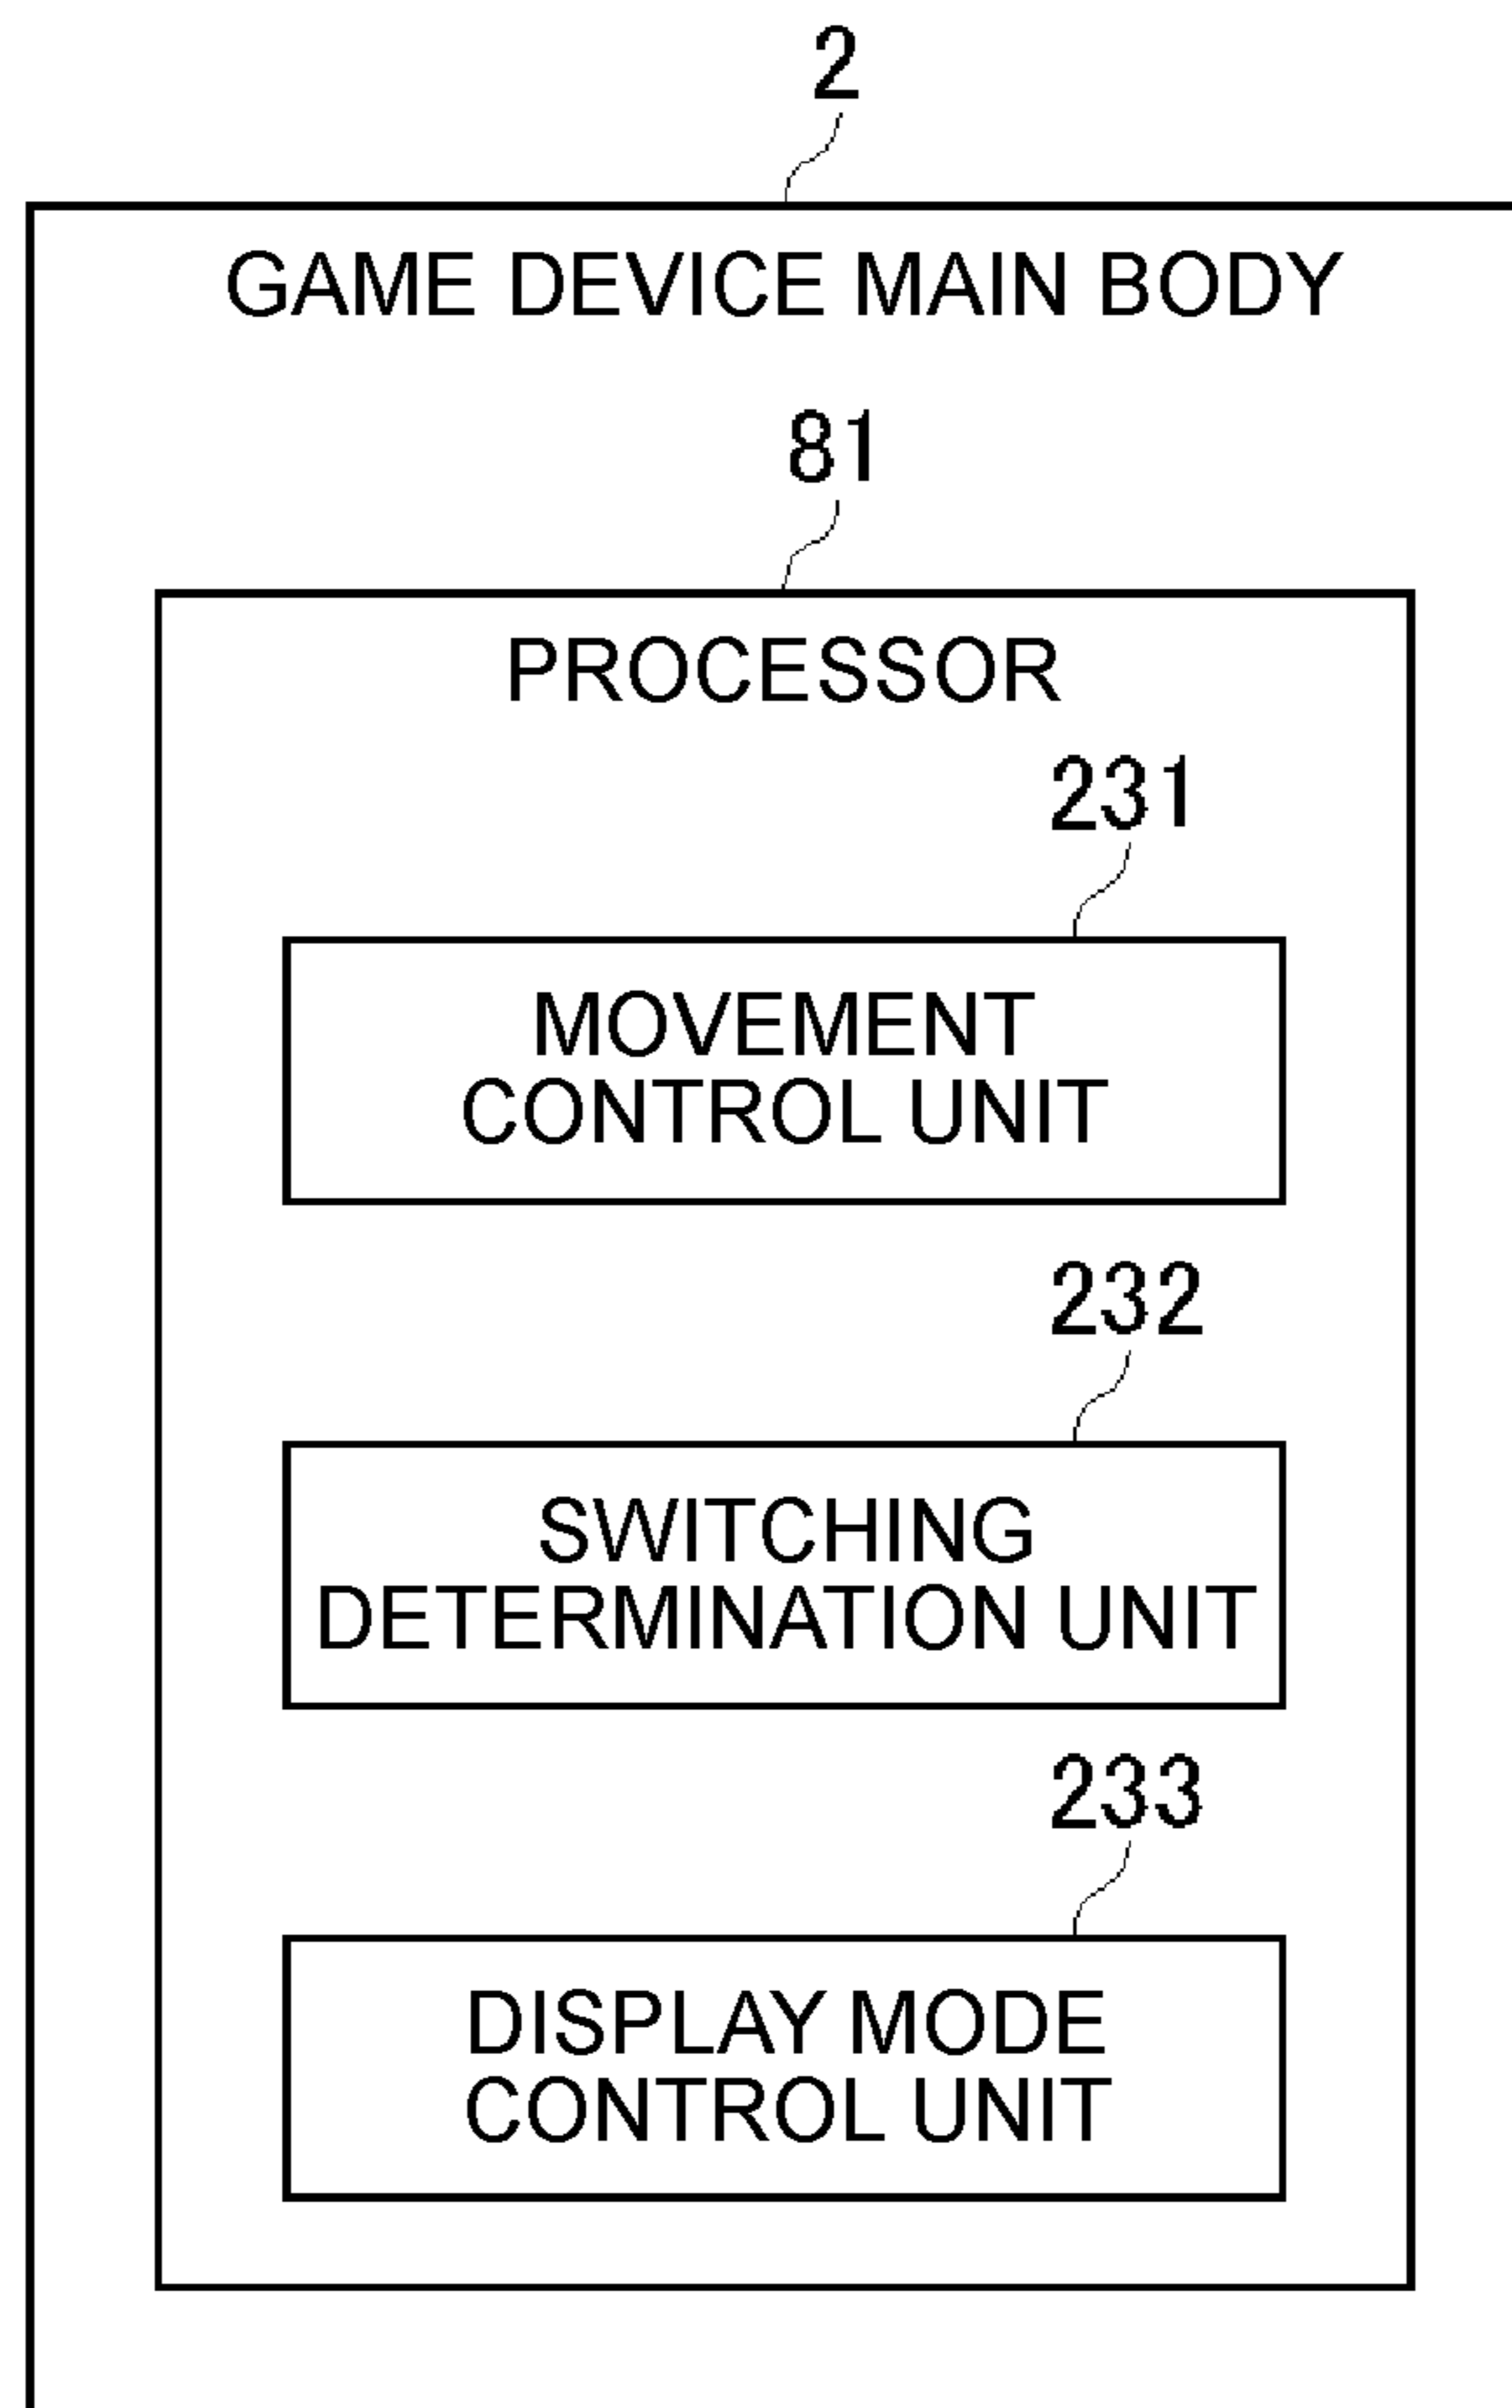 2
GAME DEVICE MAIN BODY
81
PROCESSOR
231
MOVEMENT
CONTROL UNIT
232
SWITCHING
DETERMINATION UNIT
233
DISPLAY MODE
CONTROL UNIT